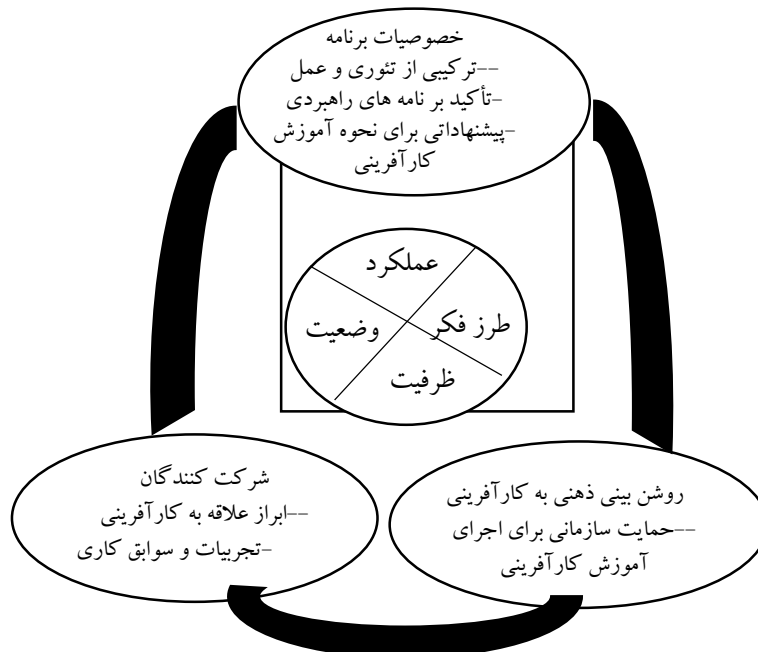 خصوصیات برنامه
--ترکیبی از تئوری و عمل
-تأکید بر نامه های راهبردی
-پیشنهاداتی برای نحوه آموزش
کارآفرینی
عملکرد
طرز فکر
وضعیت
ظرفیت
روشن بینی ذهنی به کارآفرینی
--حمایت سازمانی برای اجرای
آموزش کارآفرینی
شرکت کنندگان
--ابراز علاقه به کارآفرینی
-تجربیات و سوابق کاری